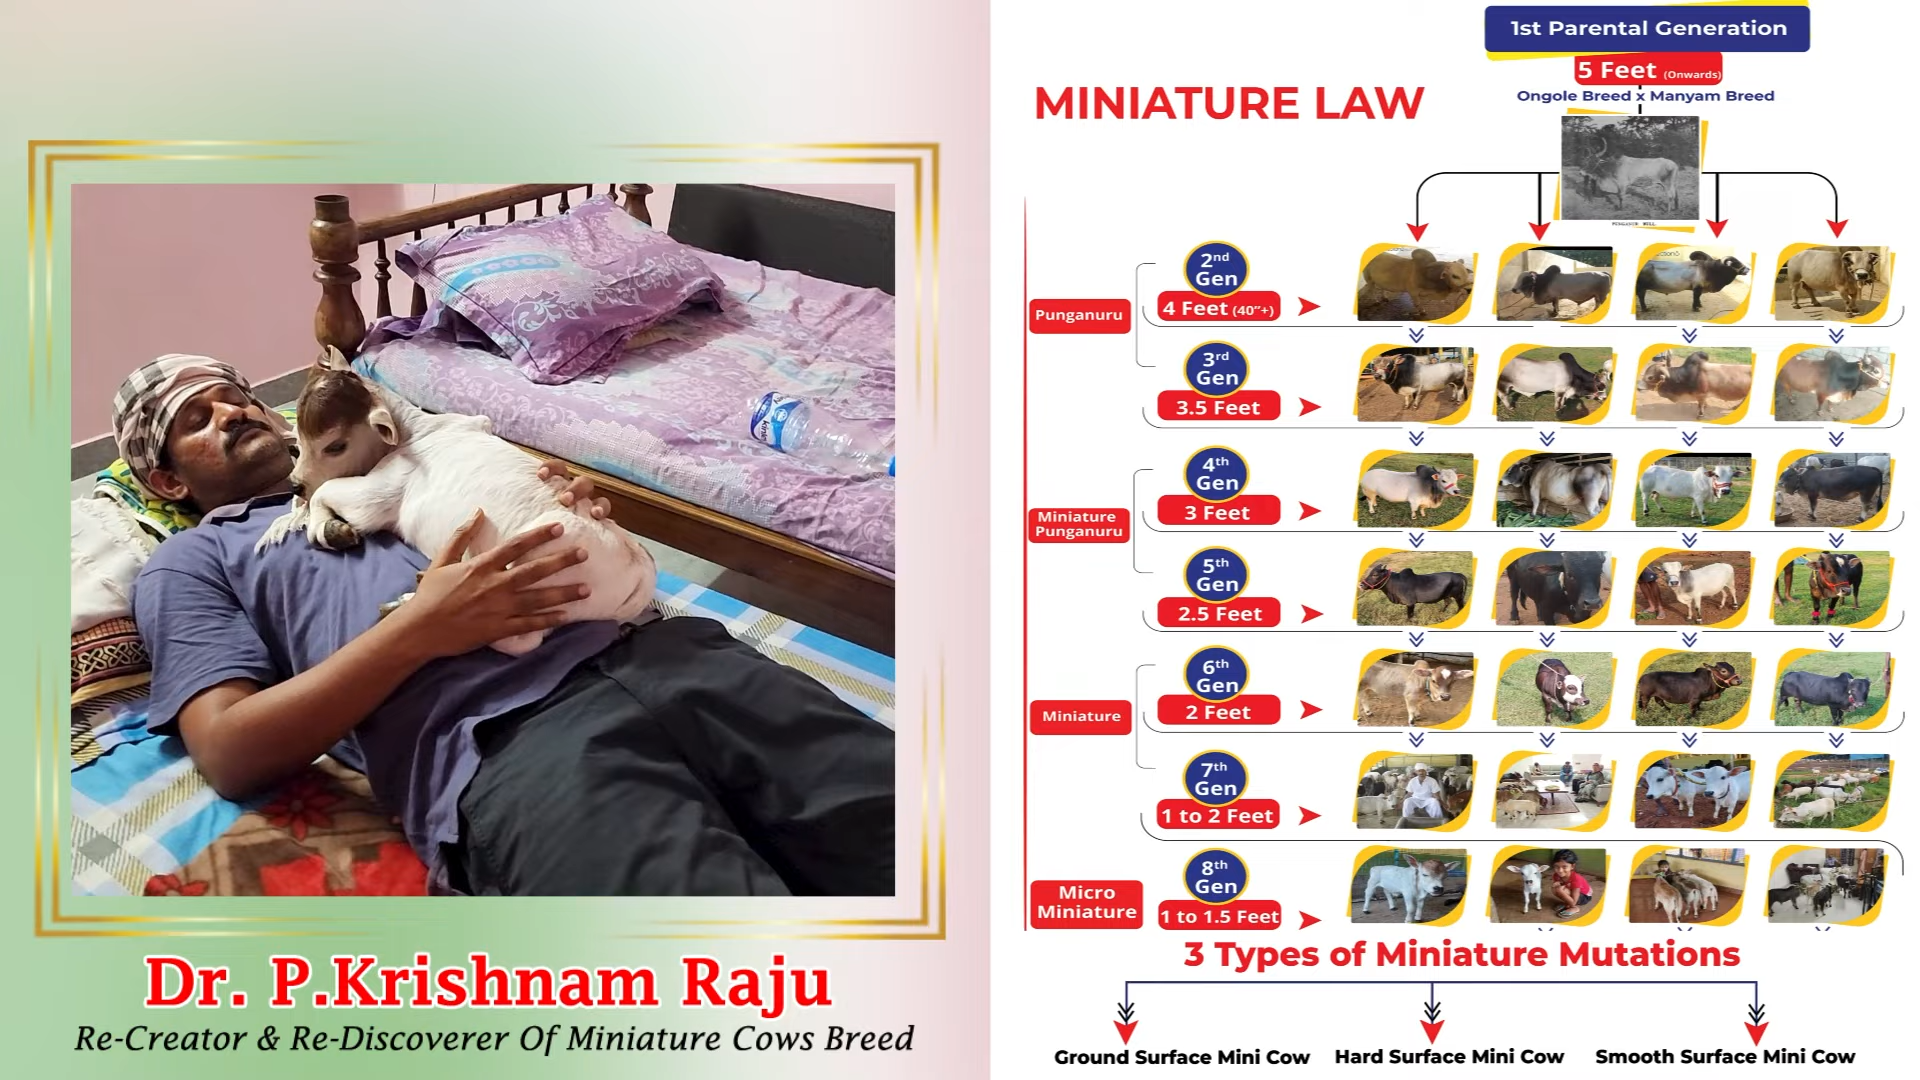 Dr. P.Krishnam Raju
Re-Creator & Re-Discoverer Of Miniature Cows Breed
MINIATURE LAW
1st Parental Generation
5 Feet (Onwards)
Ongole Breed x Manyam Breed
PUNGANUR BULL
Punganuru
2nd
Gen
4 Feet (40"+)
3rd
Gen
3.5 Feet
Miniature
Punganuru
4th
Gen
3 Feet
5th
Gen
2.5 Feet
Miniature
6th
Gen
2 Feet
7th
Gen
1 to 2 Feet
Micro
Miniature
8th
Gen
1 to 1.5 Feet
3 Types of Miniature Mutations
Ground Surface Mini Cow
Hard Surface Mini Cow
Smooth Surface Mini Cow